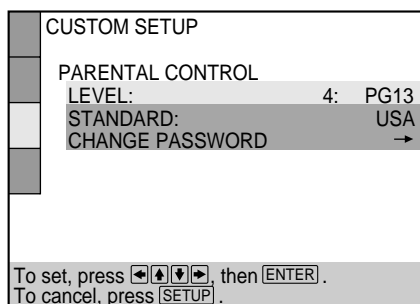 CUSTOM SETUP
PARENTAL CONTROL
LEVEL: 4: PG13
STANDARD: USA
CHANGE PASSWORD →
To set, press ←↑↓→, then ENTER.
To cancel, press SETUP.